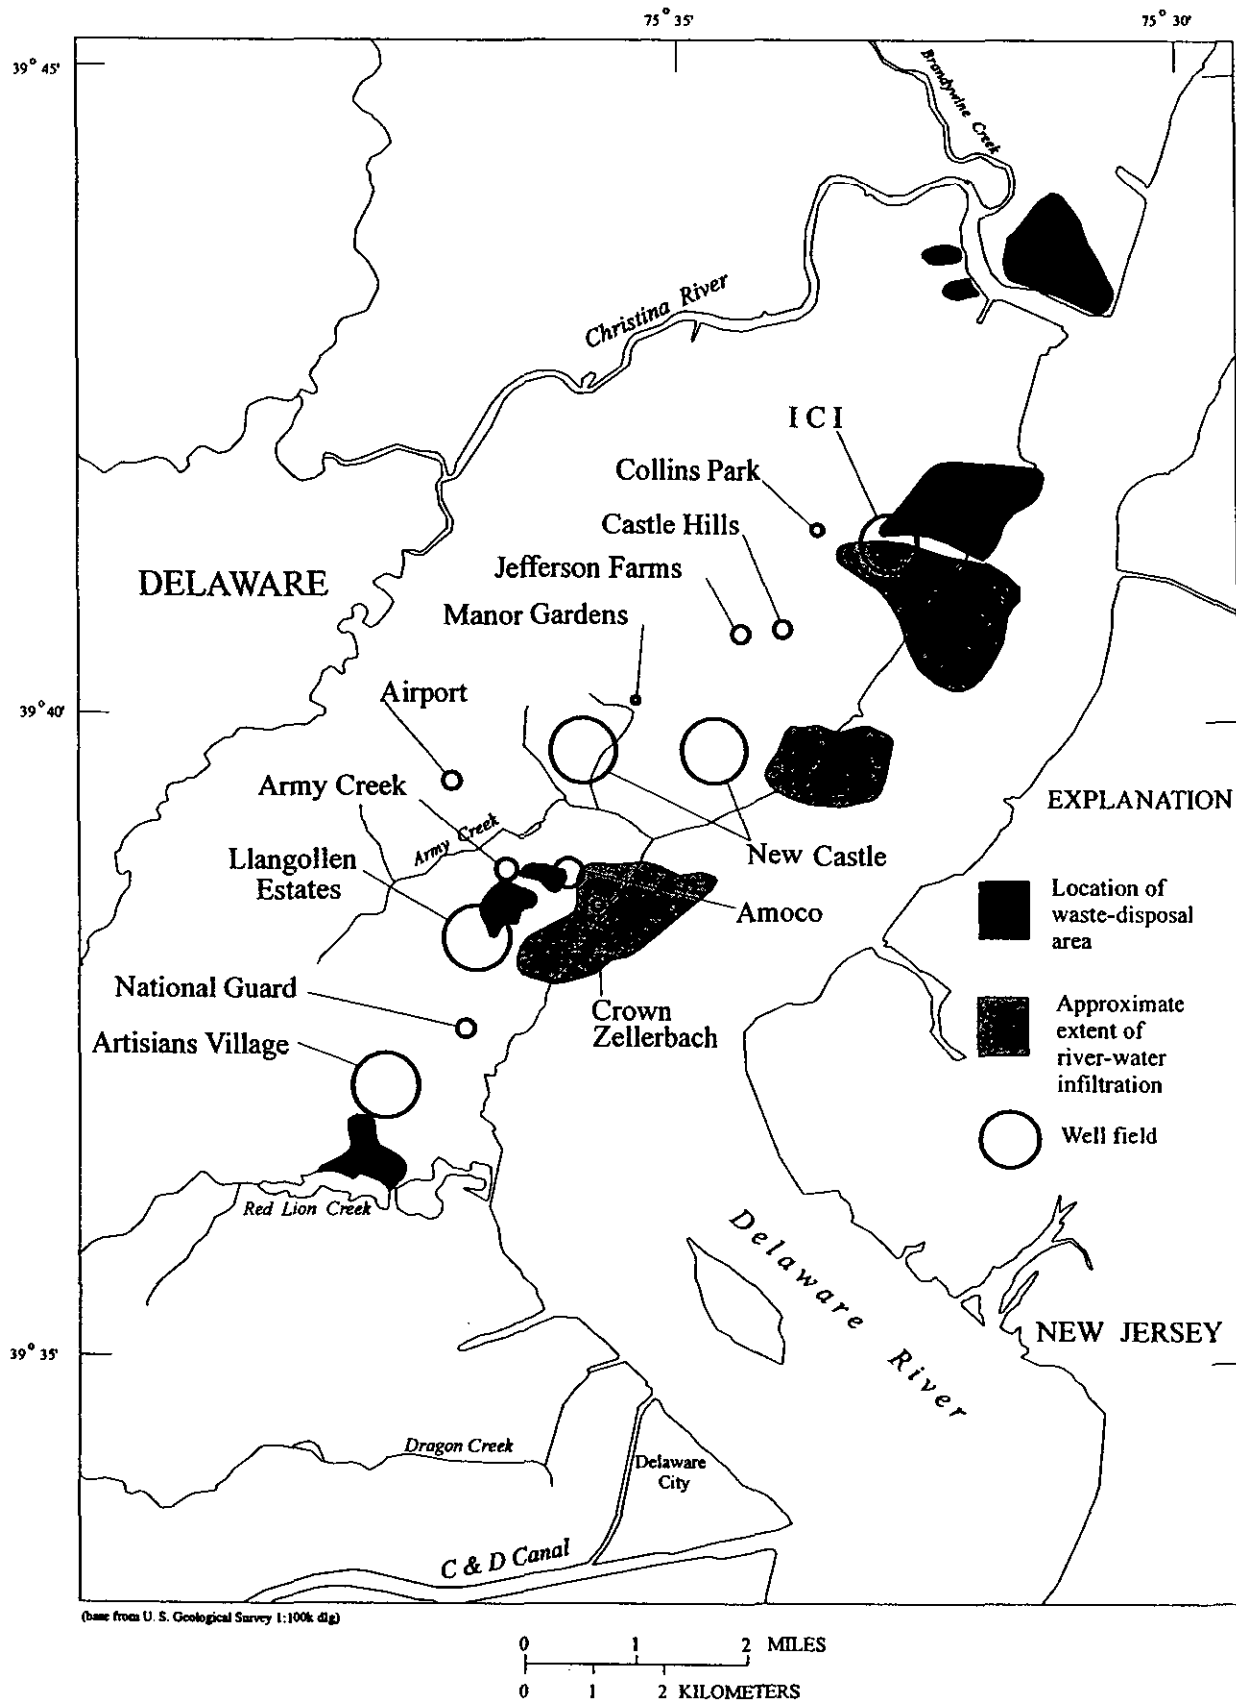 75° 35'
75° 30'
39° 45'
Brandywine Creek
Christina River
I C I
Collins Park
Castle Hills
DELAWARE
Jefferson Farms
Manor Gardens
39° 40'
Airport
Army Creek
EXPLANATION
Army Creek
Llangollen
Estates
New Castle
Amoco
Location of
waste-disposal
area
National Guard
Crown
Zellerbach
Approximate
extent of
river-water
infiltration
Artisians Village
Well field
Red Lion Creek
Delaware River
NEW JERSEY
39° 35'
Dragon Creek
Delaware
City
C & D Canal
(base from U. S. Geological Survey 1:100k dlg)
0 1 2 MILES
0 1 2 KILOMETERS